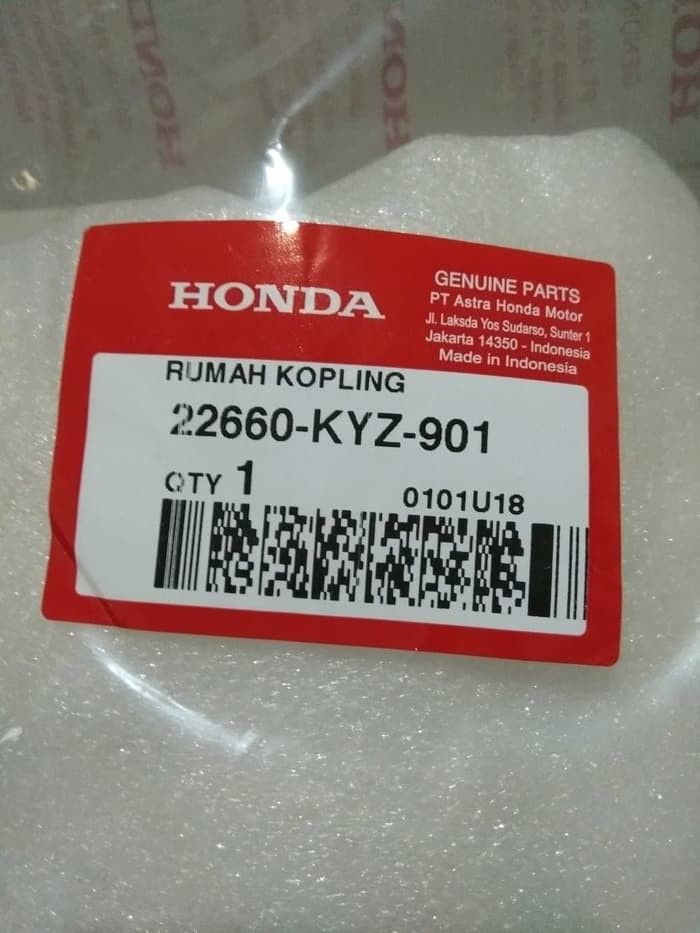 HONDA
GENUINE PARTS
PT Astra Honda Motor
Jl. Laksda Yos Sudarso, Sunter 1
Jakarta 14350 - Indonesia
Made in Indonesia
RUMAH KOPLING
22660-KYZ-901
QTY 1
0101U18